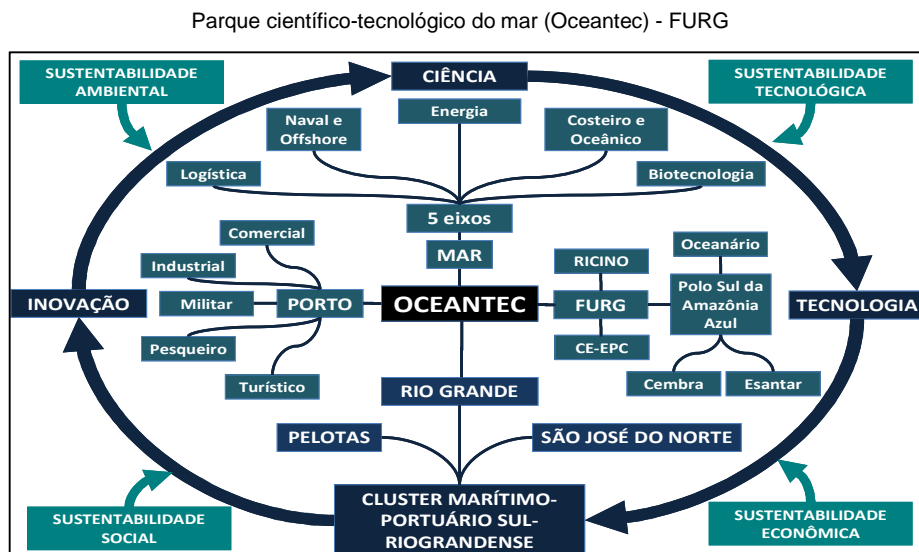 Parque científico-tecnológico do mar (Oceantec) - FURG
SUSTENTABILIDADE
AMBIENTAL
CIÊNCIA
SUSTENTABILIDADE
TECNOLÓGICA
Energia
Naval e
Offshore
Costeiro e
Oceânico
Logística
Biotecnologia
5 eixos
MAR
Comercial
Industrial
Militar
Pesqueiro
Turístico
PORTO
INOVAÇÃO
OCEANTEC
RICINO
FURG
CE-EPC
Oceanário
Polo Sul da
Amazônia
Azul
Cembra
Esantar
TECNOLOGIA
RIO GRANDE
PELOTAS
SÃO JOSÉ DO NORTE
CLUSTER MARÍTIMO-
PORTUÁRIO SUL-
RIOGRANDENSE
SUSTENTABILIDADE
SOCIAL
SUSTENTABILIDADE
ECONÔMICA